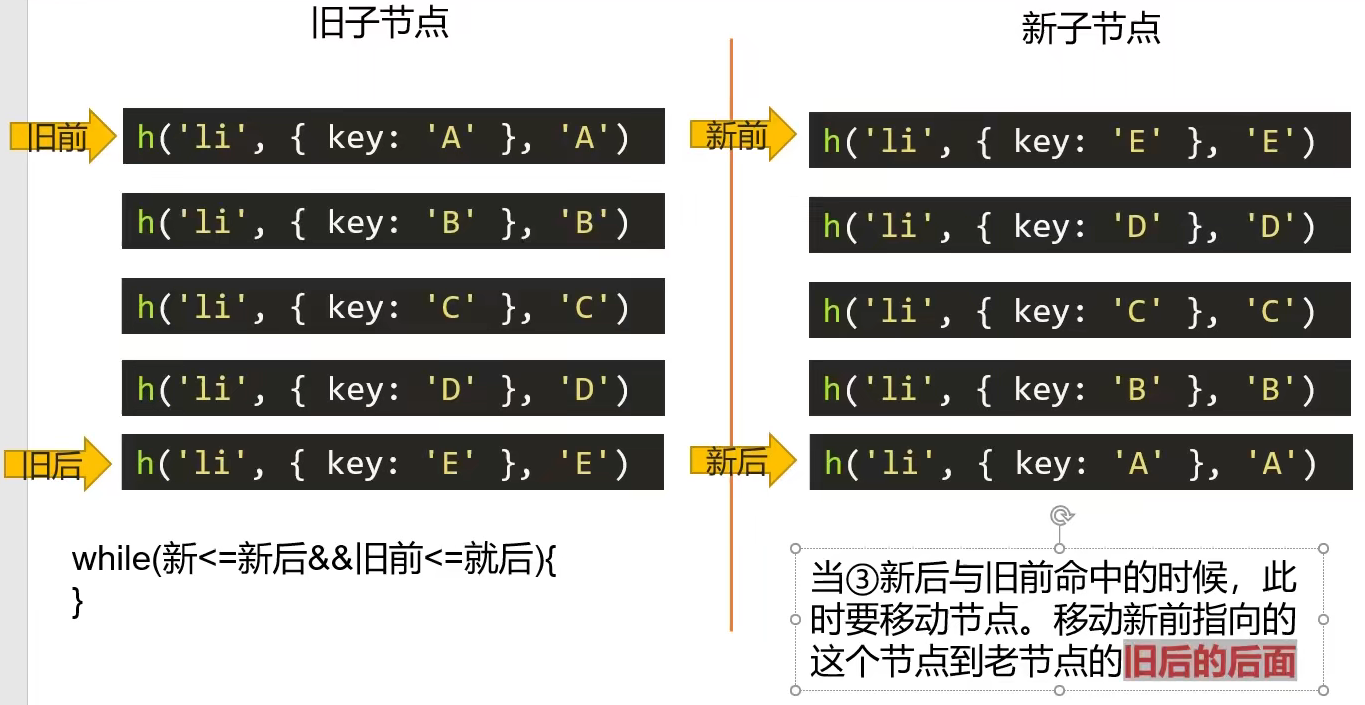 旧子节点
新子节点
旧前
h('li', { key: 'A' }, 'A')
新前
h('li', { key: 'E' }, 'E')
h('li', { key: 'B' }, 'B')
h('li', { key: 'D' }, 'D')
h('li', { key: 'C' }, 'C')
h('li', { key: 'C' }, 'C')
h('li', { key: 'D' }, 'D')
h('li', { key: 'B' }, 'B')
旧后
h('li', { key: 'E' }, 'E')
新后
h('li', { key: 'A' }, 'A')
while(新<=新后&&旧前<=就后){
}
当③新后与旧前命中的时候，此
时要移动节点。移动新前指向的
这个节点到老节点的旧后的后面